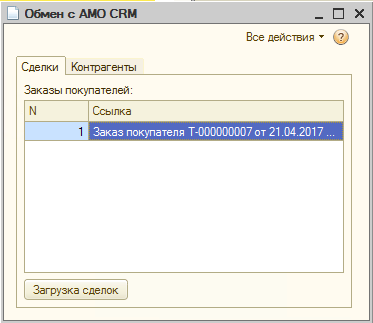 Обмен с AMO CRM
Все действия
?
Сделки Контрагенты
Заказы покупателей:
N Ссылка
1 Заказ покупателя Т-000000007 от 21.04.2017 ...
Загрузка сделок